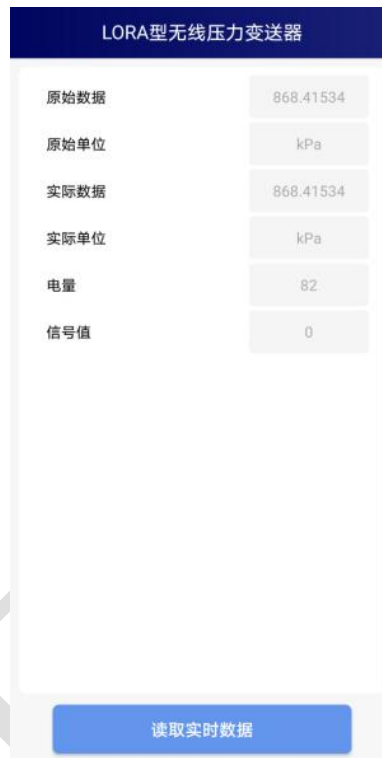 LORA型无线压力变送器
原始数据 868.41534
原始单位 kPa
实际数据 868.41534
实际单位 kPa
电量 82
信号值 0
读取实时数据